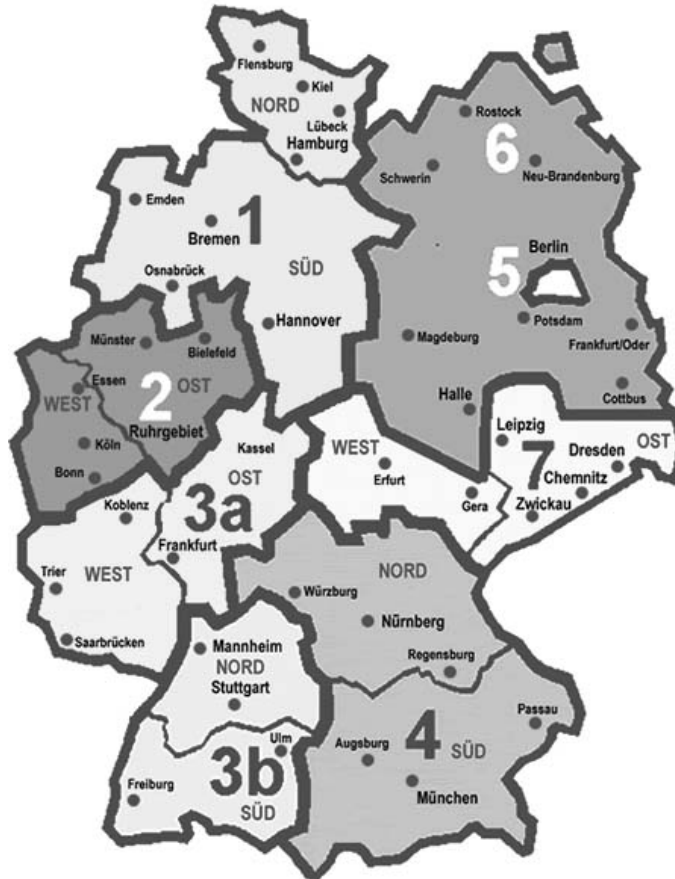 Flensburg
Kiel
NORD
Lübeck
Hamburg
Rostock
6
Schwerin
Neu-Brandenburg
Emden
1
Bremen
Berlin
SÜD
5
Osnabrück
Hannover
Potsdam
Münster
Bielefeld
Magdeburg
Frankfurt/Oder
Essen
OST
WEST
2
Cottbus
Halle
Ruhrgebiet
Leipzig
Köln
Kassel
WEST
OST
Dresden
Bonn
OST
Erfurt
7
Chemnitz
Koblenz
3a
Gera
Zwickau
Frankfurt
Trier
WEST
NORD
Würzburg
Nürnberg
Saarbrücken
Mannheim
NORD
Regensburg
Stuttgart
Passau
Ulm
4
Augsburg
SÜD
3b
Freiburg
München
SÜD